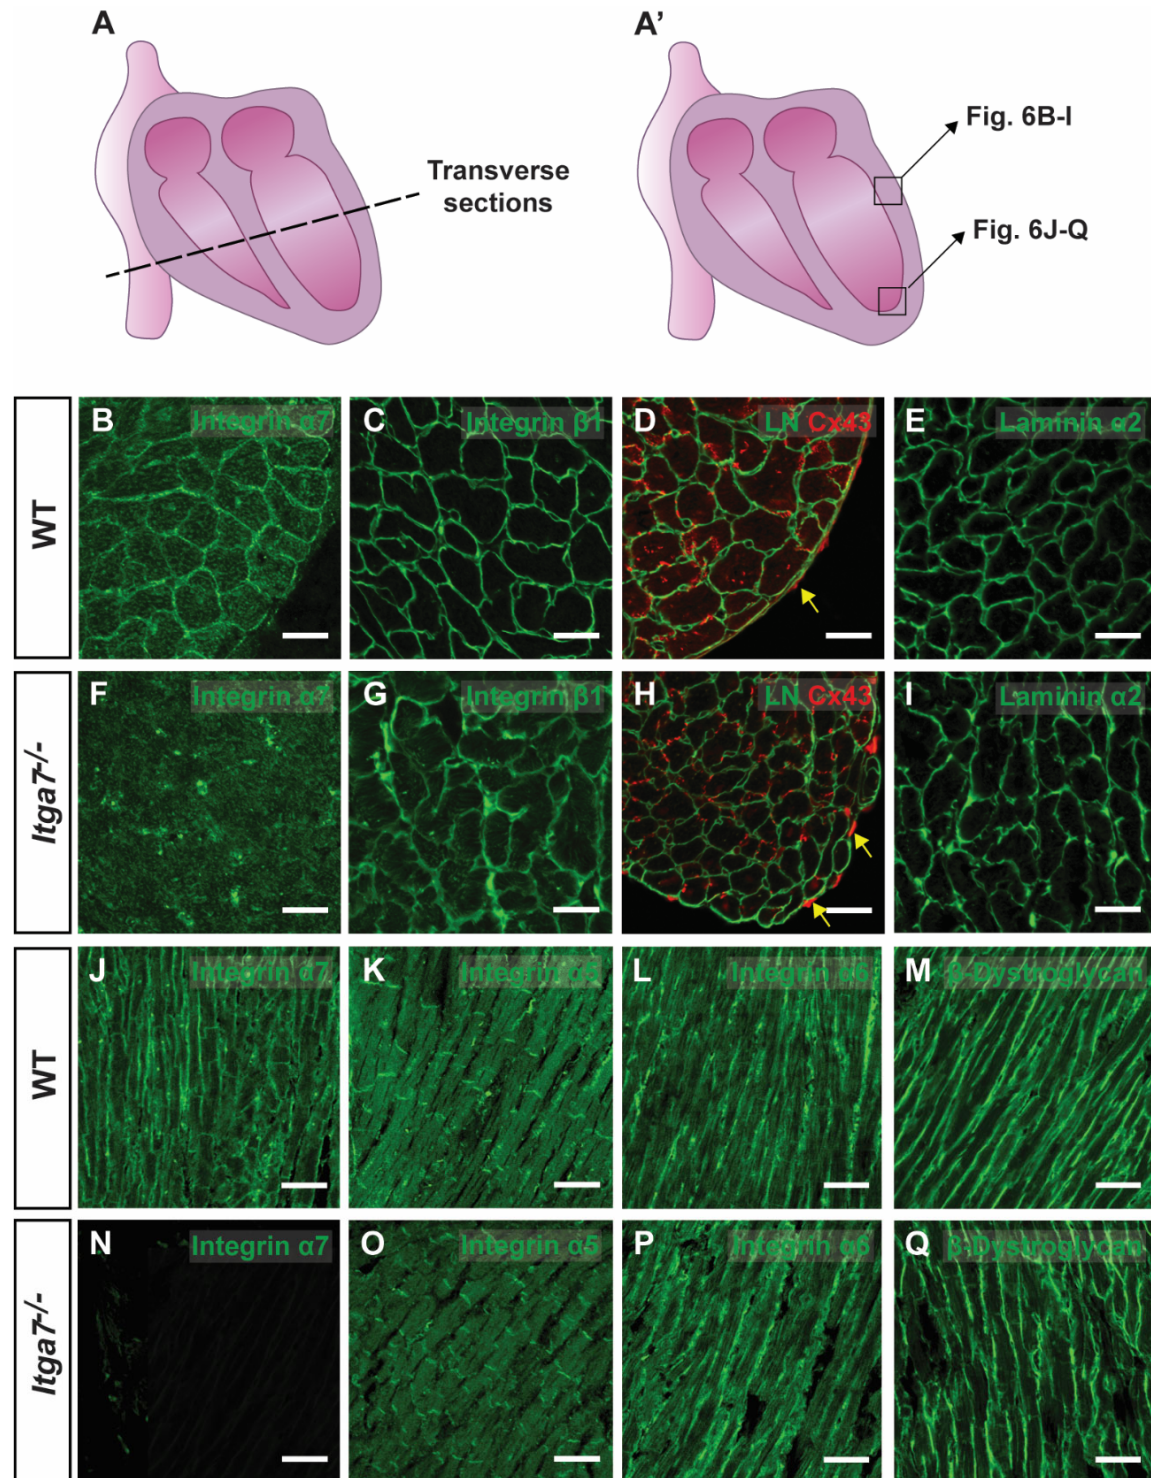 A
A'
Transverse
sections
Fig. 6B-I
Fig. 6J-Q
WT
B
Integrin α7
C
Integrin β1
D
LN Cx43
E
Laminin α2
Itga7-/-
F
Integrin α7
G
Integrin β1
H
LN Cx43
I
Laminin α2
WT
J
Integrin α7
K
Integrin α5
L
Integrin α6
M
β-Dystroglycan
Itga7-/-
N
Integrin α7
O
Integrin α5
P
Integrin α6
Q
β-Dystroglycan